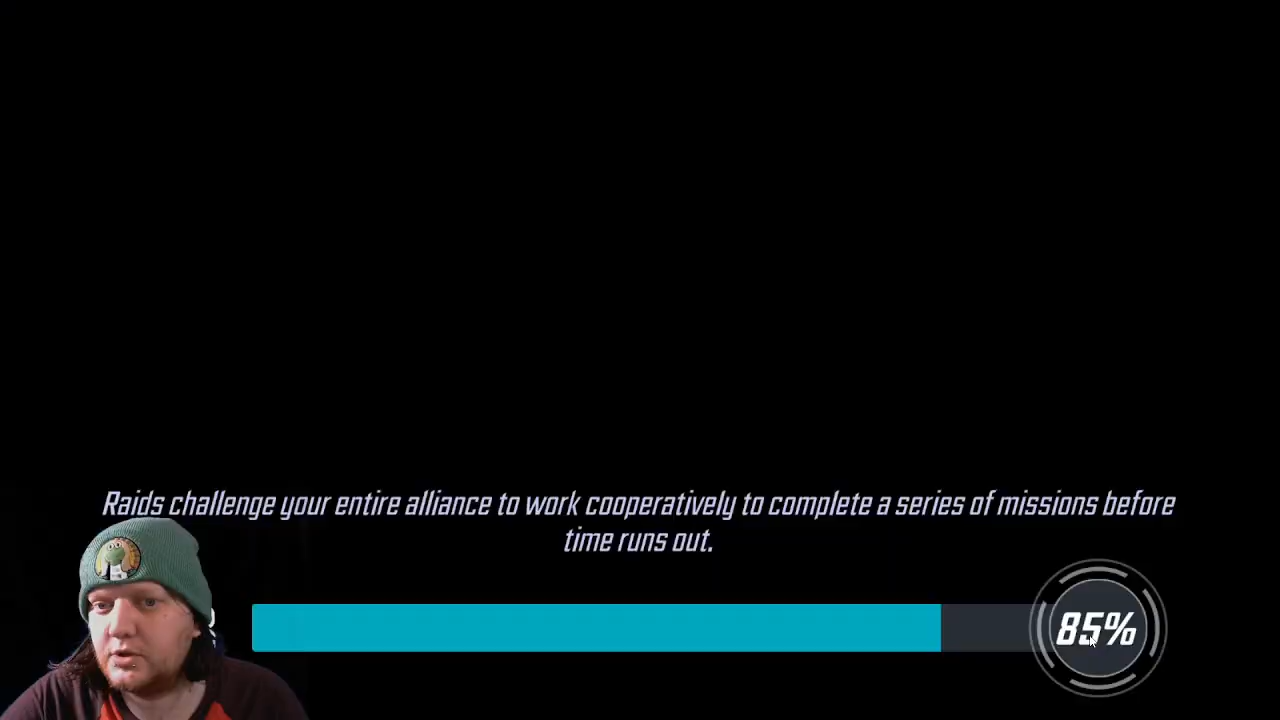 Raids challenge your entire alliance to work cooperatively to complete a series of missions before
time runs out.
85%